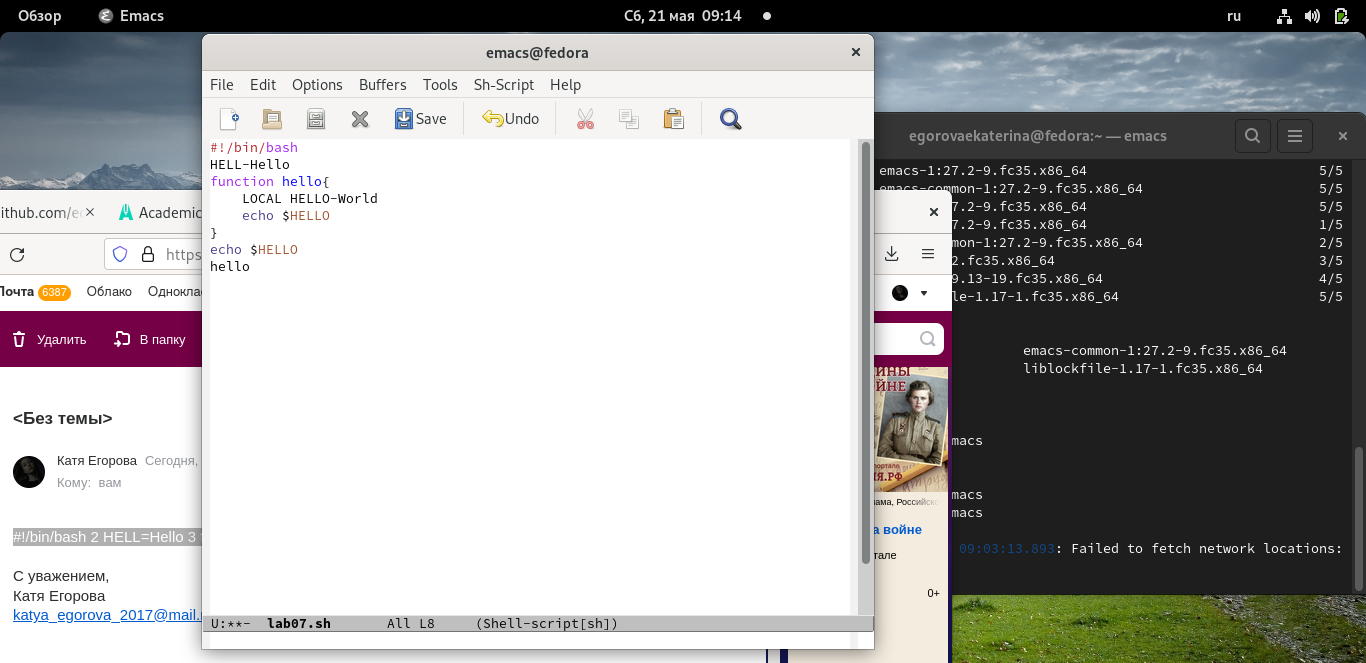 Обзор
Emacs
Сб, 21 мая 09:14
ru
emacs@fedora
File Edit Options Buffers Tools Sh-Script Help
Save
Undo
#!/bin/bash
HELL-Hello
function hello{
    LOCAL HELLO-World
    echo $HELLO
}
echo $HELLO
hello
U:**- lab07.sh All L8 (Shell-script[sh])
egorovaekaterina@fedora:~ — emacs
emacs-1:27.2-9.fc35.x86_64 5/5
emacs-common-1:27.2-9.fc35.x86_64 5/5
7.2-9.fc35.x86_64 5/5
7.2-9.fc35.x86_64 1/5
mon-1:27.2-9.fc35.x86_64 2/5
2.fc35.x86_64 3/5
9.13-19.fc35.x86_64 4/5
le-1.17-1.fc35.x86_64 5/5
emacs-common-1:27.2-9.fc35.x86_64
liblockfile-1.17-1.fc35.x86_64
macs
macs
macs
09:03:13.893: Failed to fetch network locations:
ithub.com/e
Academic
https
Почта 6387 Облако Однокла
Удалить В папку
<Без темы>
Катя Егорова Сегодня,
Кому: вам
#!/bin/bash 2 HELL=Hello 3
С уважением,
Катя Егорова
katya_egorova_2017@mail.
ИНЫ
ЙНЕ
портале
Я.РФ
ама, Российск
а войне
тале
0+